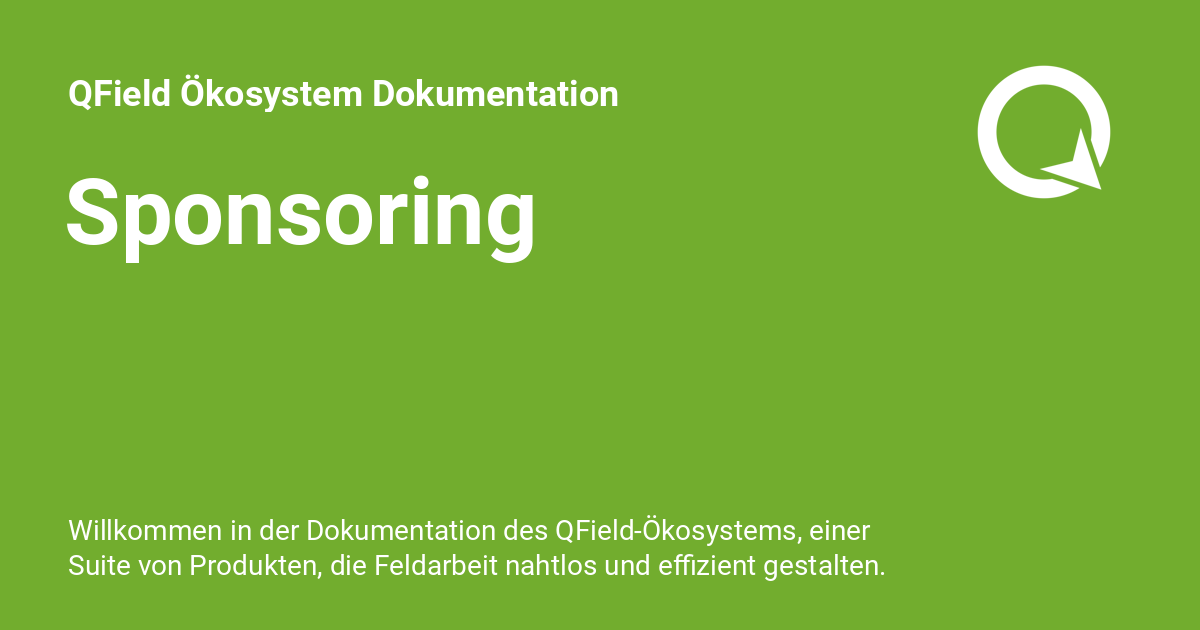 QField Ökosystem Dokumentation
Sponsoring
Willkommen in der Dokumentation des QField-Ökosystems, einer
Suite von Produkten, die Feldarbeit nahtlos und effizient gestalten.